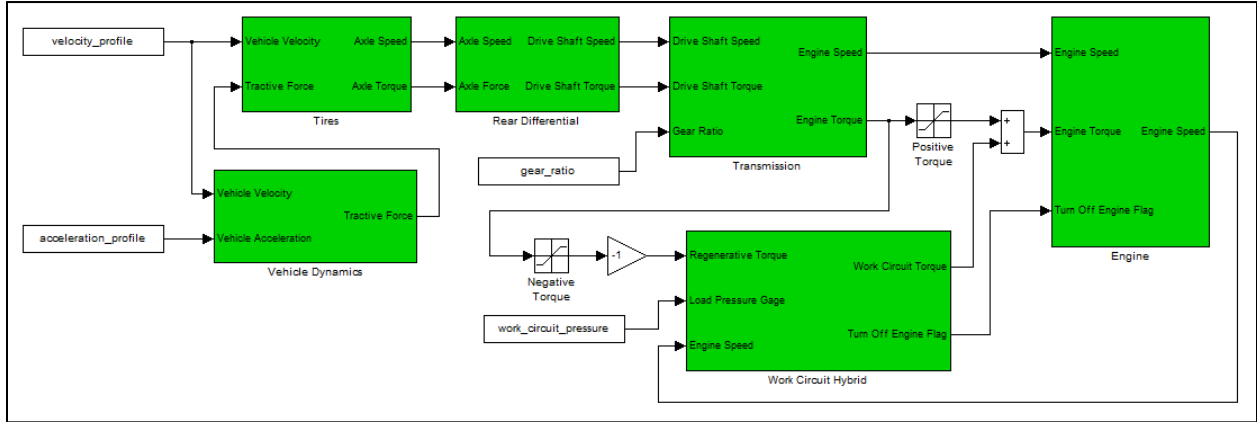 velocity_profile
Vehicle Velocity
Axle Speed
Tractive Force
Axle Torque
Tires
Axle Speed
Drive Shaft Speed
Axle Force
Drive Shaft Torque
Rear Differential
Drive Shaft Speed
Engine Speed
Drive Shaft Torque
Engine Torque
Gear Ratio
Transmission
gear_ratio
Positive
Torque
+
+
Engine Speed
Engine Torque
Engine Speed
Turn Off Engine Flag
Engine
Vehicle Velocity
Tractive Force
acceleration_profile
Vehicle Acceleration
Vehicle Dynamics
Negative
Torque
-1
work_circuit_pressure
Regenerative Torque
Work Circuit Torque
Load Pressure Gage
Turn Off Engine Flag
Engine Speed
Work Circuit Hybrid